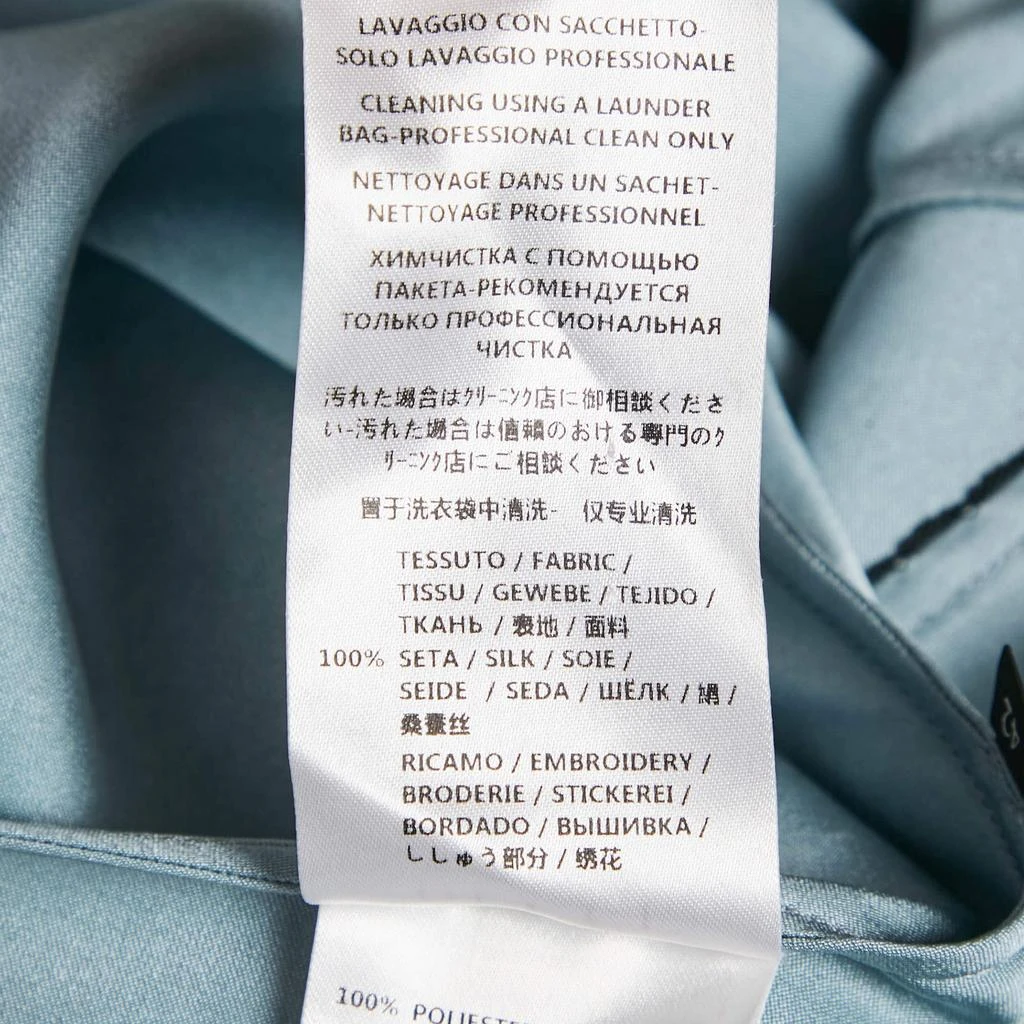 LAVAGGIO CON SACCHETTO-
SOLO LAVAGGIO PROFESSIONALE
CLEANING USING A LAUNDER
BAG-PROFESSIONAL CLEAN ONLY
NETTOYAGE DANS UN SACHET-
NETTOYAGE PROFESSIONNEL
ХИМЧИСТКА С ПОМОЩЬЮ
ПАКЕТА-РЕКОМЕНДУЕТСЯ
ТОЛЬКО ПРОФЕССИОНАЛЬНАЯ
ЧИСТКА
汚れた場合はクリーニンク店に御相談くださ
い-汚れた場合は信頼のおける専門のク
リーニンク店にご相談ください
置于洗衣袋中清洗- 仅专业清洗
TESSUTO / FABRIC /
TISSU / GEWEBE / TEJIDO /
ТКАНЬ / 表地 / 面料
100% SETA / SILK / SOIE /
SEIDE / SEDA / ШЁЛК / 絹 /
桑蚕丝
RICAMO / EMBROIDERY /
BRODERIE / STICKEREI /
BORDADO / ВЫШИВКА /
ししゅう部分 / 绣花
100%